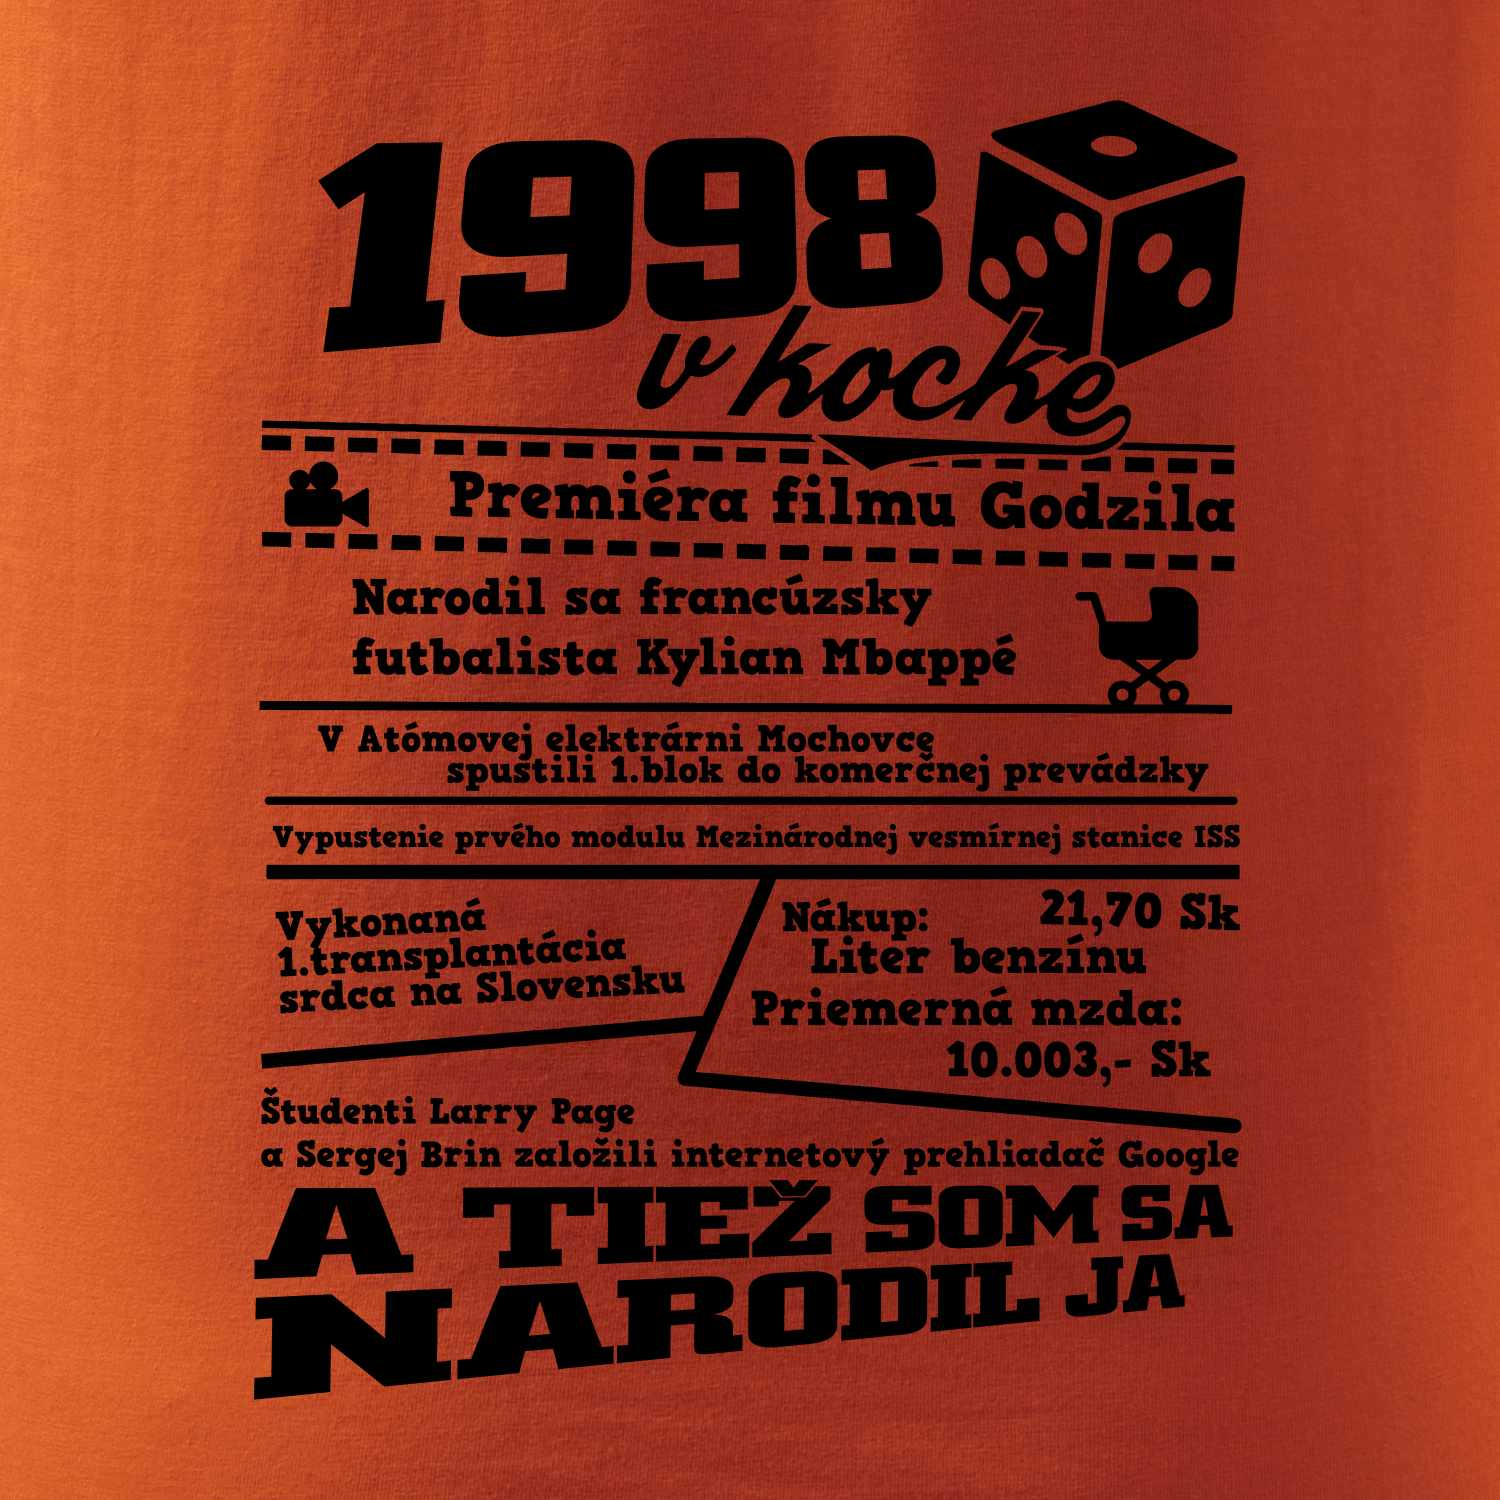 1998
v kocke
Premiéra filmu Godzila
Narodil sa francúzsky
futbalista Kylian Mbappé
V Atómovej elektrárni Mochovce
spustili 1.blok do komerčnej prevádzky
Vypustenie prvého modulu Mezinárodnej vesmírnej stanice ISS
Vykonaná
1.transplantácia
srdca na Slovensku
Nákup: 21,70 Sk
Liter benzínu
Priemerná mzda:
10.003,- Sk
Študenti Larry Page
a Sergej Brin založili internetový prehliadač Google
A TIEŽ SOM SA
NARODIL JA